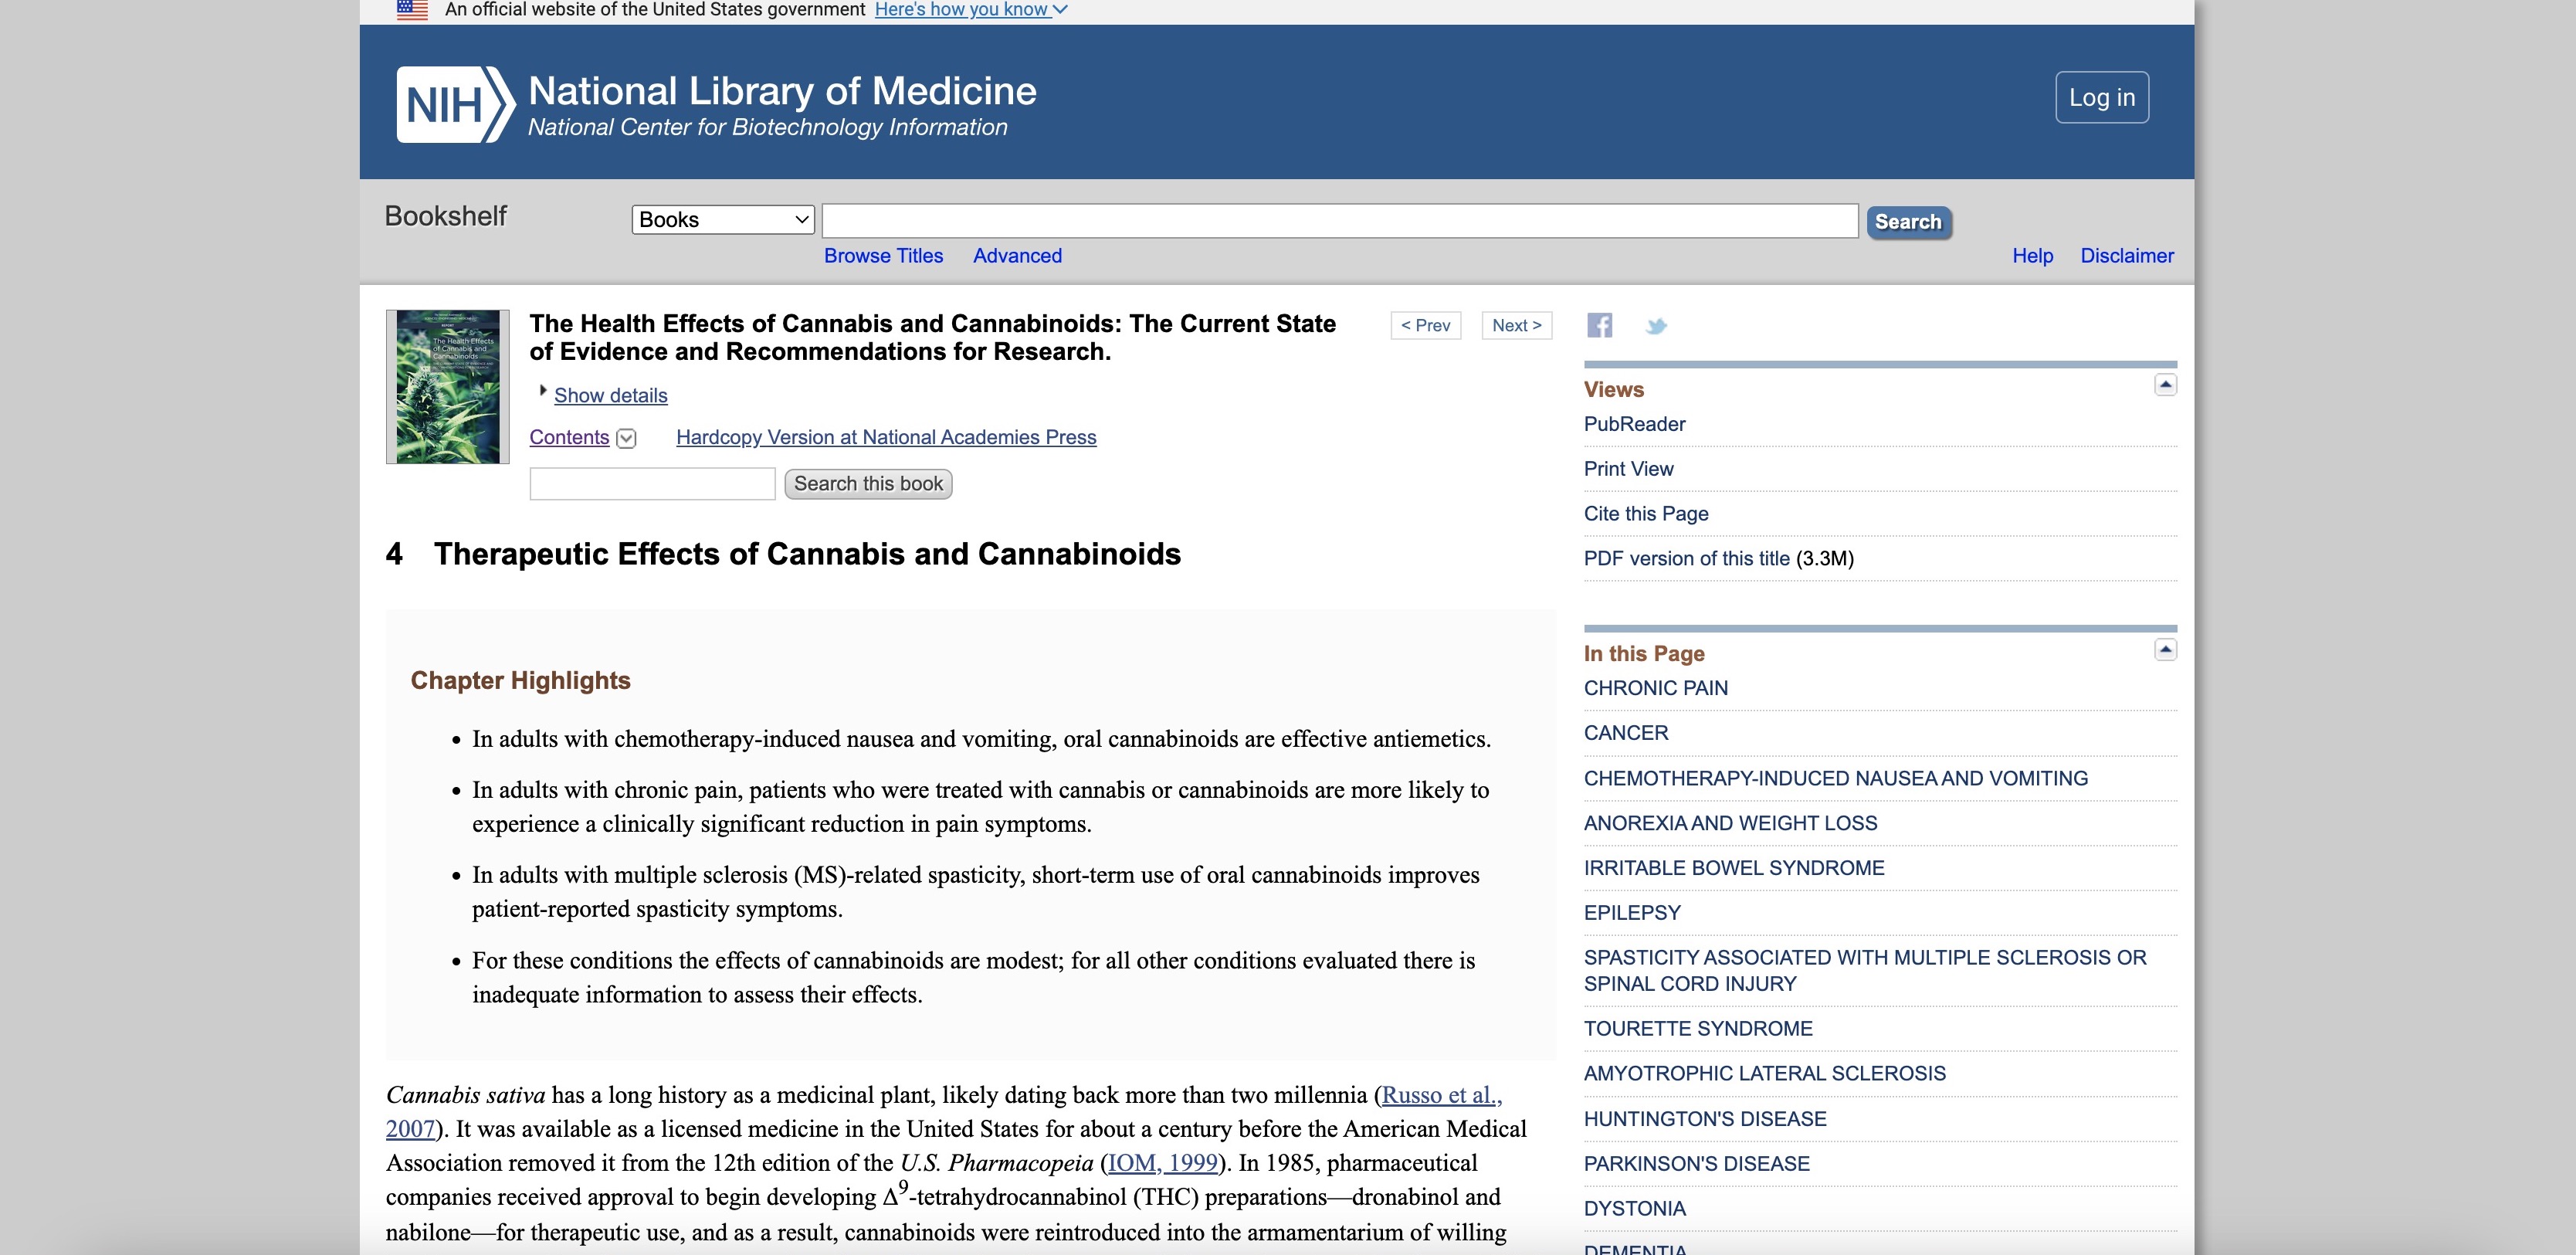 An official website of the United States government Here's how you know
NIH National Library of Medicine
National Center for Biotechnology Information
Log in
Bookshelf
Books
Search
Browse Titles Advanced
Help Disclaimer
The Health Effects of Cannabis and Cannabinoids: The Current State
of Evidence and Recommendations for Research.
< Prev Next >
Show details
Contents Hardcopy Version at National Academies Press
Search this book
The Health Effects
of Cannabis and
Cannabinoids
4 Therapeutic Effects of Cannabis and Cannabinoids
Chapter Highlights
• In adults with chemotherapy-induced nausea and vomiting, oral cannabinoids are effective antiemetics.
• In adults with chronic pain, patients who were treated with cannabis or cannabinoids are more likely to
experience a clinically significant reduction in pain symptoms.
• In adults with multiple sclerosis (MS)-related spasticity, short-term use of oral cannabinoids improves
patient-reported spasticity symptoms.
• For these conditions the effects of cannabinoids are modest; for all other conditions evaluated there is
inadequate information to assess their effects.
Cannabis sativa has a long history as a medicinal plant, likely dating back more than two millennia (Russo et al.,
2007). It was available as a licensed medicine in the United States for about a century before the American Medical
Association removed it from the 12th edition of the U.S. Pharmacopeia (IOM, 1999). In 1985, pharmaceutical
companies received approval to begin developing Δ⁹-tetrahydrocannabinol (THC) preparations—dronabinol and
nabilone—for therapeutic use, and as a result, cannabinoids were reintroduced into the armamentarium of willing
Views
PubReader
Print View
Cite this Page
PDF version of this title (3.3M)
In this Page
CHRONIC PAIN
CANCER
CHEMOTHERAPY-INDUCED NAUSEA AND VOMITING
ANOREXIA AND WEIGHT LOSS
IRRITABLE BOWEL SYNDROME
EPILEPSY
SPASTICITY ASSOCIATED WITH MULTIPLE SCLEROSIS OR
SPINAL CORD INJURY
TOURETTE SYNDROME
AMYOTROPHIC LATERAL SCLEROSIS
HUNTINGTON'S DISEASE
PARKINSON'S DISEASE
DYSTONIA
DEMENTIA